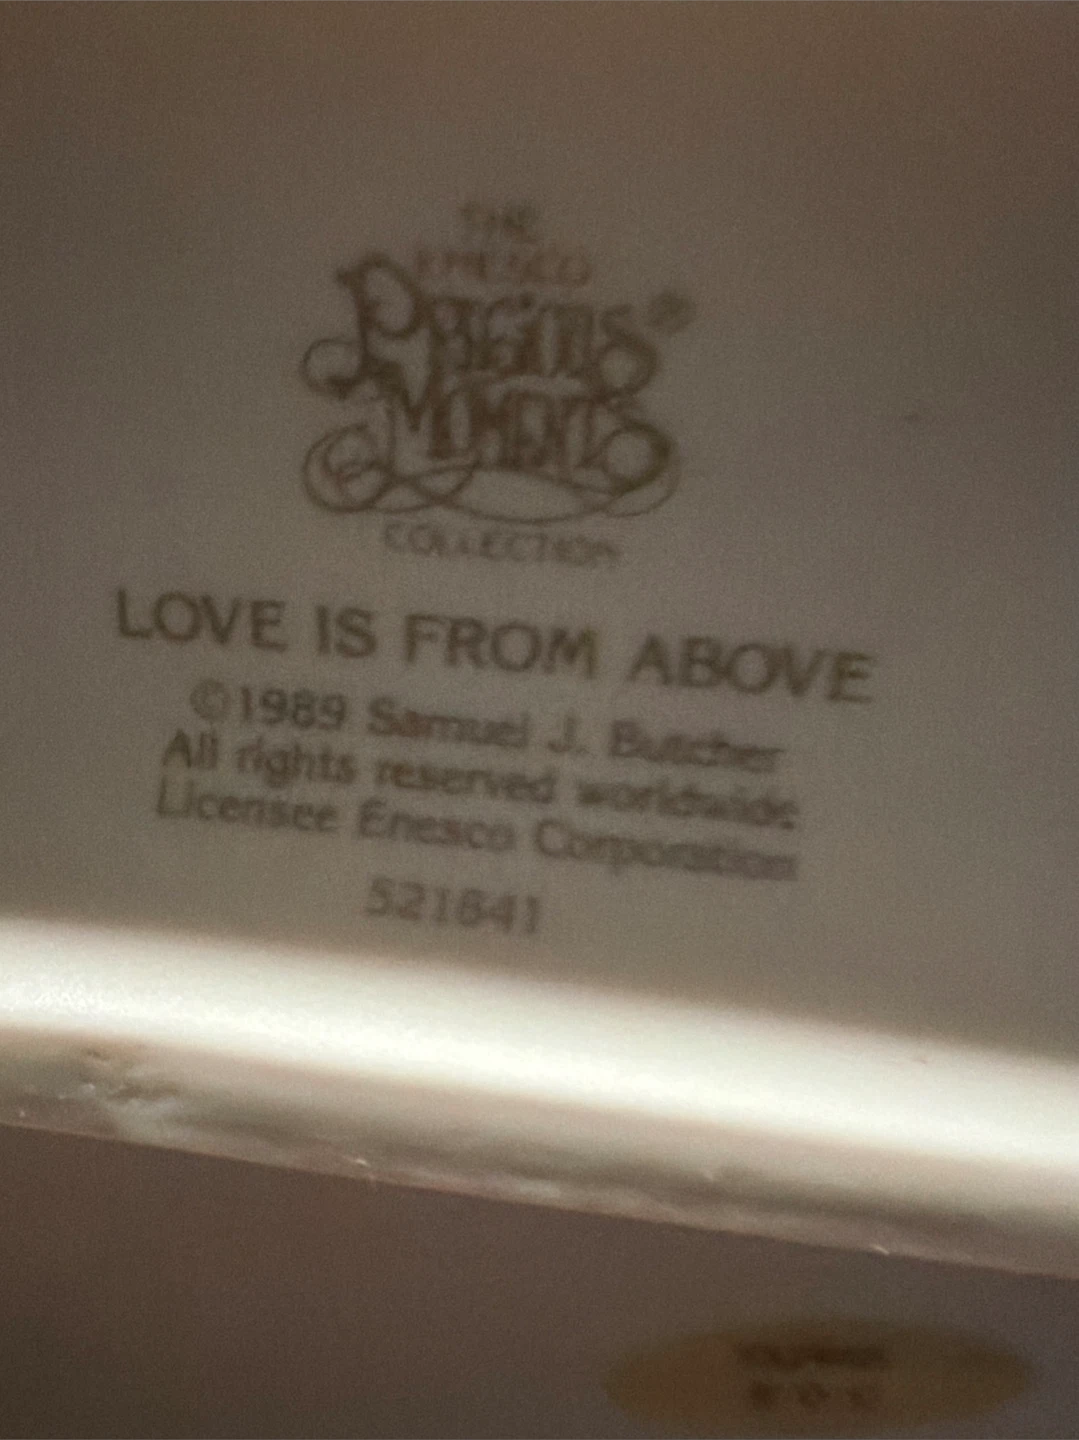 THE
ENESCO
PRECIOUS
MOMENTS
COLLECTION
LOVE IS FROM ABOVE
©1989 Samuel J. Butcher
All rights reserved worldwide
Licensee Enesco Corporation
521841